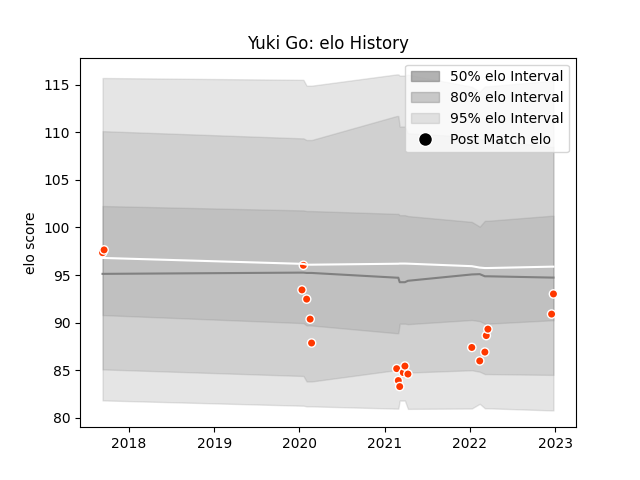 Yuki Go: elo History
50% elo Interval
80% elo Interval
95% elo Interval
Post Match elo
elo score
115
110
105
100
95
90
85
80
2018
2019
2020
2021
2022
2023